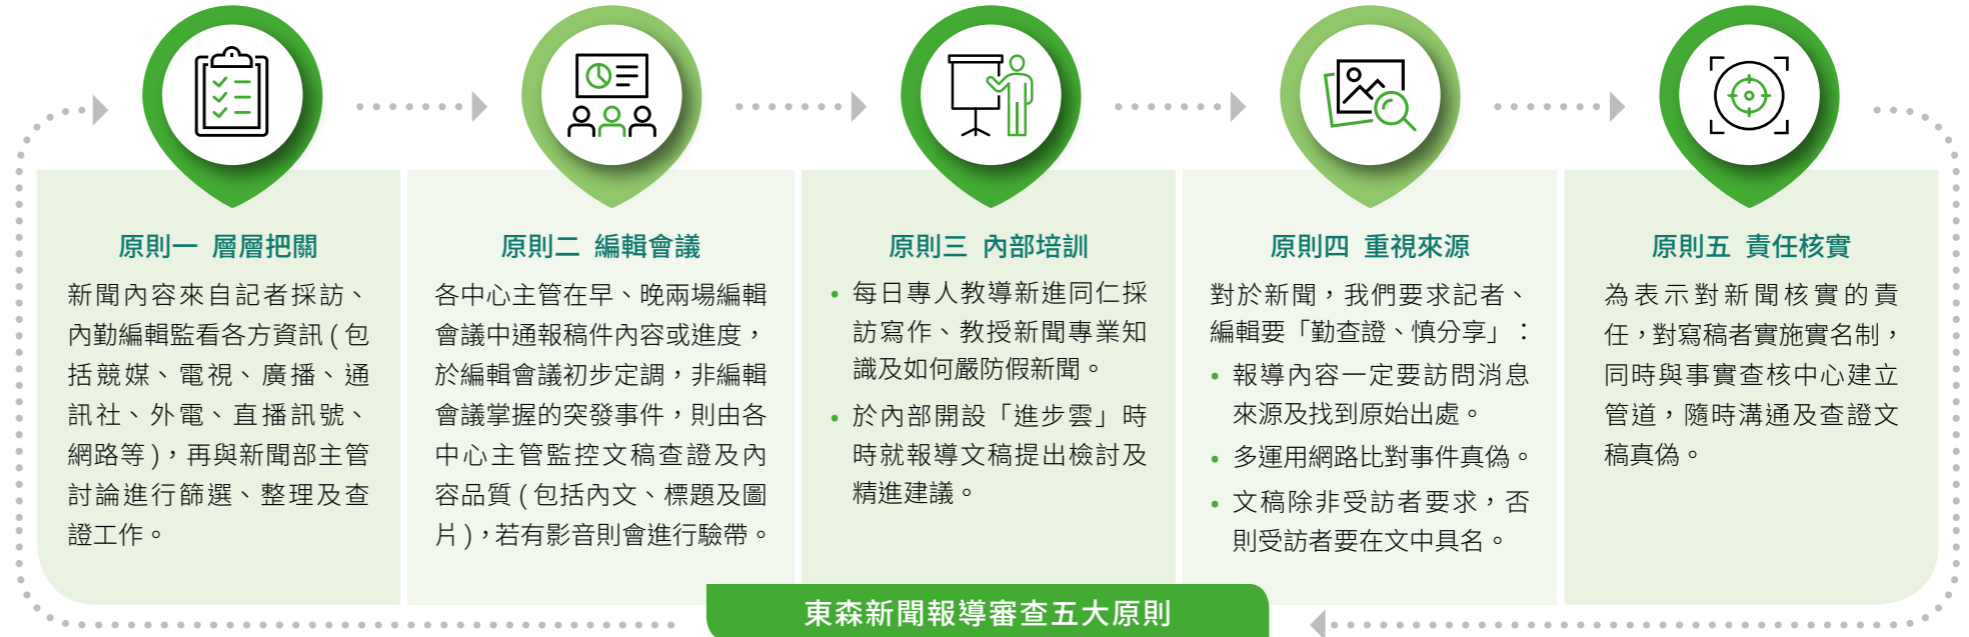 原則一 層層把關
新聞內容來自記者採訪、
內勤編輯監看各方資訊 ( 包
括競媒、電視、廣播、通
訊社、外電、直播訊號、
網路等 )，再與新聞部主管
討論進行篩選、整理及查
證工作。
原則二 編輯會議
各中心主管在早、晚兩場編輯
會議中通報稿件內容或進度，
於編輯會議初步定調，非編輯
會議掌握的突發事件，則由各
中心主管監控文稿查證及內
容品質 ( 包括內文、標題及圖
片 )，若有影音則會進行驗帶。
原則三 內部培訓
• 每日專人教導新進同仁採
訪寫作、教授新聞專業知
識及如何嚴防假新聞。
• 於內部開設「進步雲」時
時就報導文稿提出檢討及
精進建議。
原則四 重視來源
對於新聞，我們要求記者、
編輯要「勤查證、慎分享」：
• 報導內容一定要訪問消息
來源及找到原始出處。
• 多運用網路比對事件真偽。
• 文稿除非受訪者要求，否
則受訪者要在文中具名。
原則五 責任核實
為表示對新聞核實的責
任，對寫稿者實施實名制，
同時與事實查核中心建立
管道，隨時溝通及查證文
稿真偽。
東森新聞報導審查五大原則